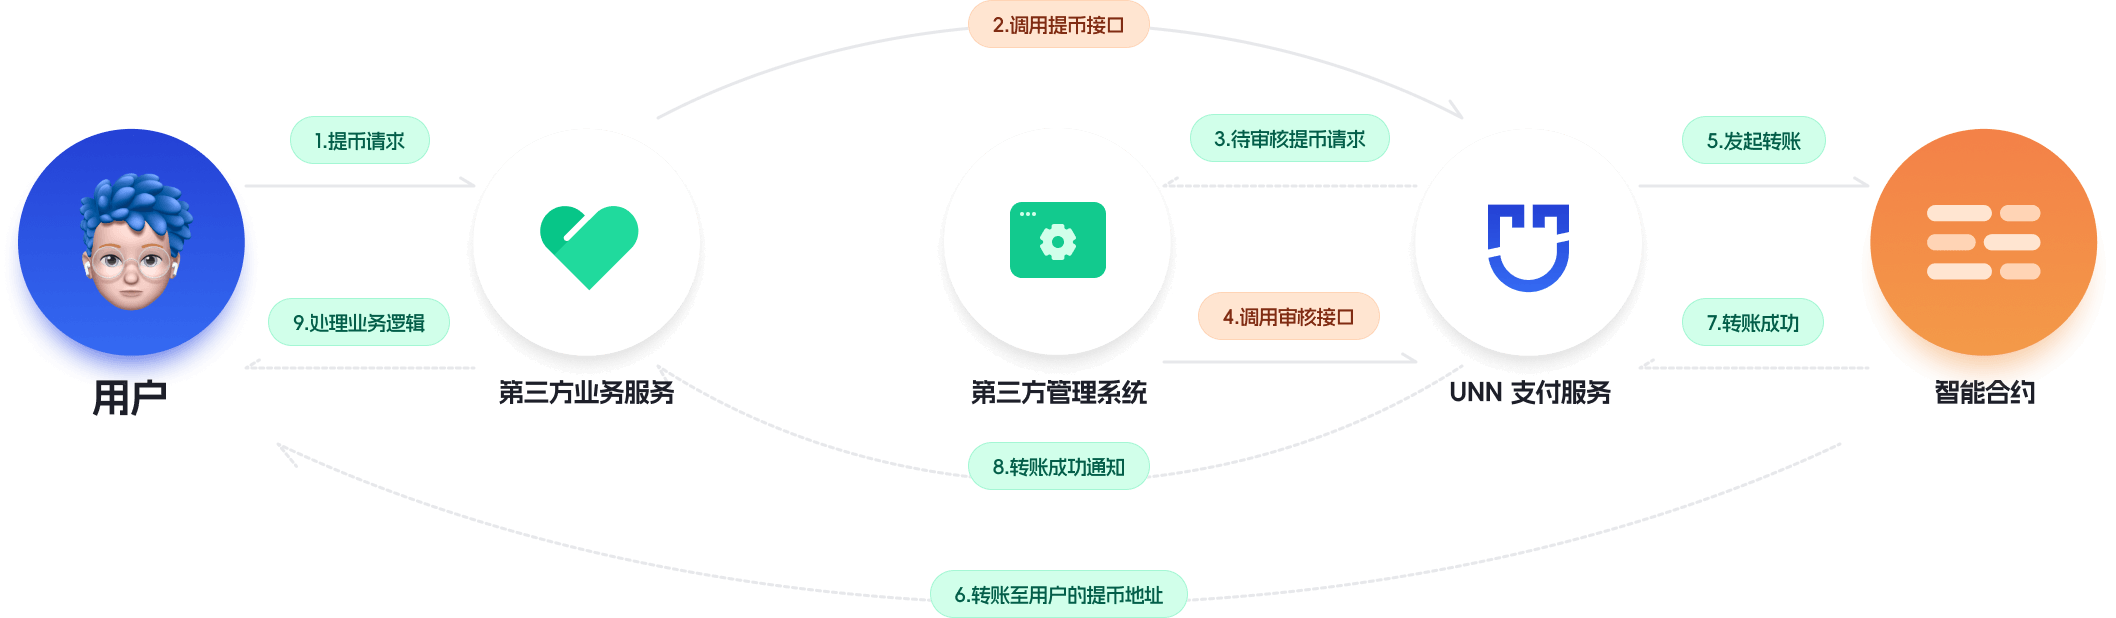 2.调用提币接口
1.提币请求
3.待审核提币请求
5.发起转账
9.处理业务逻辑
4.调用审核接口
7.转账成功
用户
第三方业务服务
第三方管理系统
UNN 支付服务
智能合约
8.转账成功通知
6.转账至用户的提币地址